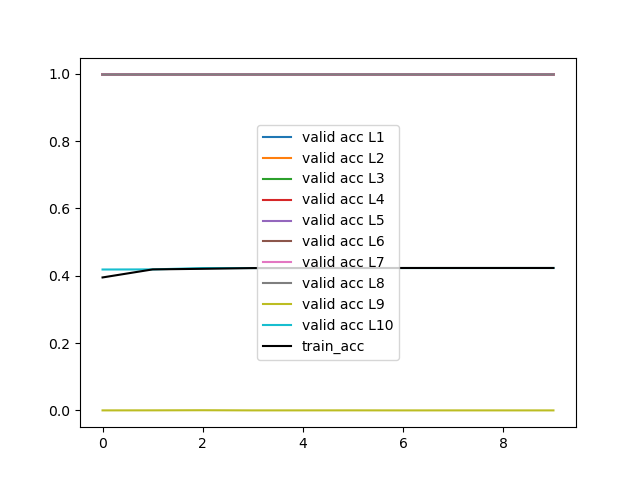 1.0
0.8
0.6
0.4
0.2
0.0
valid acc L1
valid acc L2
valid acc L3
valid acc L4
valid acc L5
valid acc L6
valid acc L7
valid acc L8
valid acc L9
valid acc L10
train_acc
0 2 4 6 8